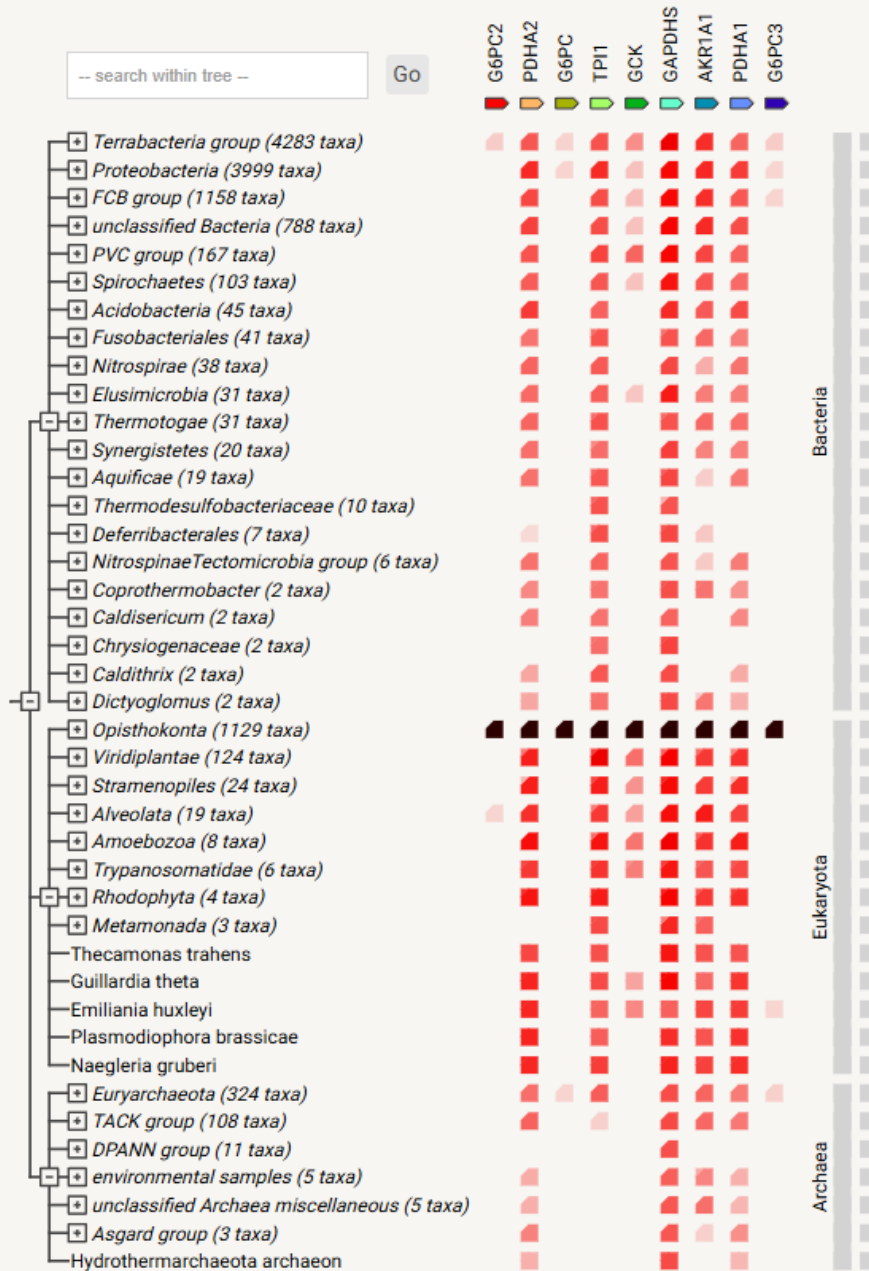 G6PC2
PDHA2
G6PC
TPI1
GCK
GAPDHS
AKR1A1
PDHA1
G6PC3
-- search within tree --
Go
Terrabacteria group (4283 taxa)
Proteobacteria (3999 taxa)
FCB group (1158 taxa)
unclassified Bacteria (788 taxa)
PVC group (167 taxa)
Spirochaetes (103 taxa)
Acidobacteria (45 taxa)
Fusobacteriales (41 taxa)
Nitrospirae (38 taxa)
Elusimicrobia (31 taxa)
Thermotogae (31 taxa)
Synergistetes (20 taxa)
Aquificae (19 taxa)
Thermodesulfobacteriaceae (10 taxa)
Deferribacterales (7 taxa)
NitrospinaeTectomicrobia group (6 taxa)
Coprothermobacter (2 taxa)
Caldisericum (2 taxa)
Chrysiogenaceae (2 taxa)
Caldithrix (2 taxa)
Dictyoglomus (2 taxa)
Bacteria
Opisthokonta (1129 taxa)
Viridiplantae (124 taxa)
Stramenopiles (24 taxa)
Alveolata (19 taxa)
Amoebozoa (8 taxa)
Trypanosomatidae (6 taxa)
Rhodophyta (4 taxa)
Metamonada (3 taxa)
Thecamonas trahens
Guillardia theta
Emiliania huxleyi
Plasmodiophora brassicae
Naegleria gruberi
Eukaryota
Euryarchaeota (324 taxa)
TACK group (108 taxa)
DPANN group (11 taxa)
environmental samples (5 taxa)
unclassified Archaea miscellaneous (5 taxa)
Asgard group (3 taxa)
Hydrothermarchaeota archaeon
Archaea